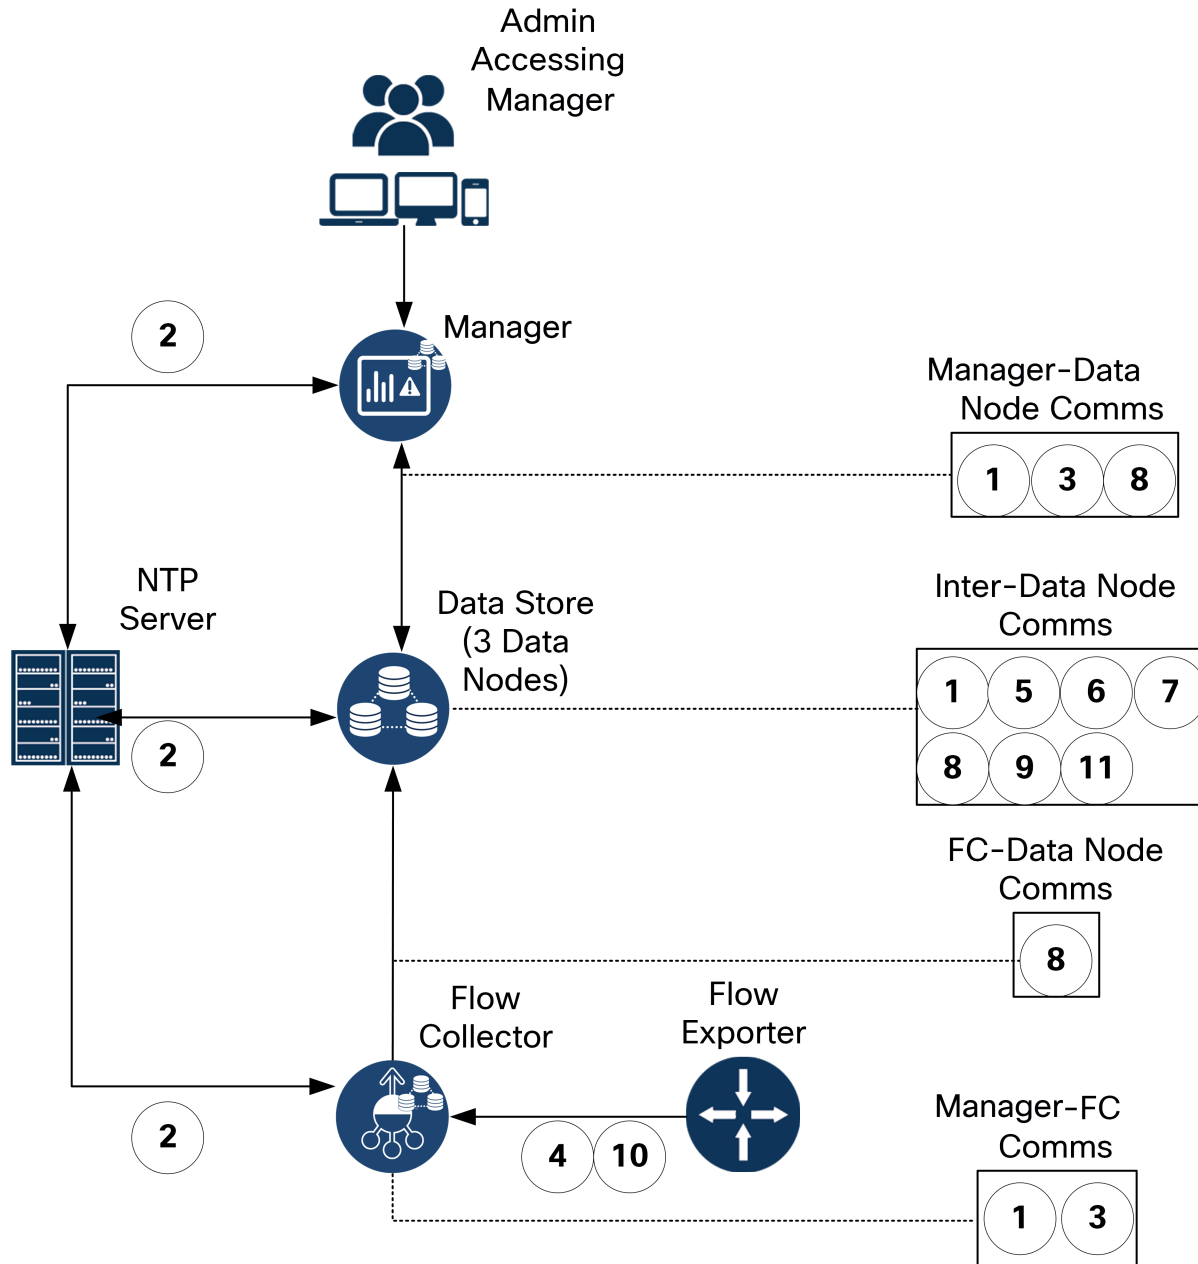 Admin
Accessing
Manager
2
Manager
Manager-Data
Node Comms
1 3 8
NTP
Server
Data Store
(3 Data
Nodes)
Inter-Data Node
Comms
1 5 6 7
8 9 11
2
FC-Data Node
Comms
8
Flow
Collector
Flow
Exporter
4 10
2
Manager-FC
Comms
1 3